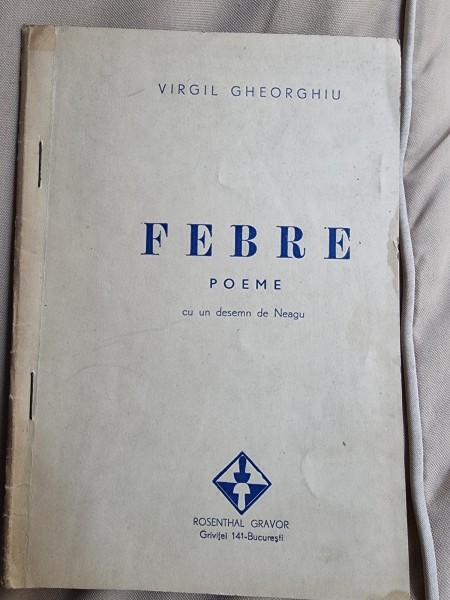 VIRGIL GHEORGHIU
FEBRE
POEME
cu un desemn de Neagu
ROSENTHAL GRAVOR
Griviței 141-București